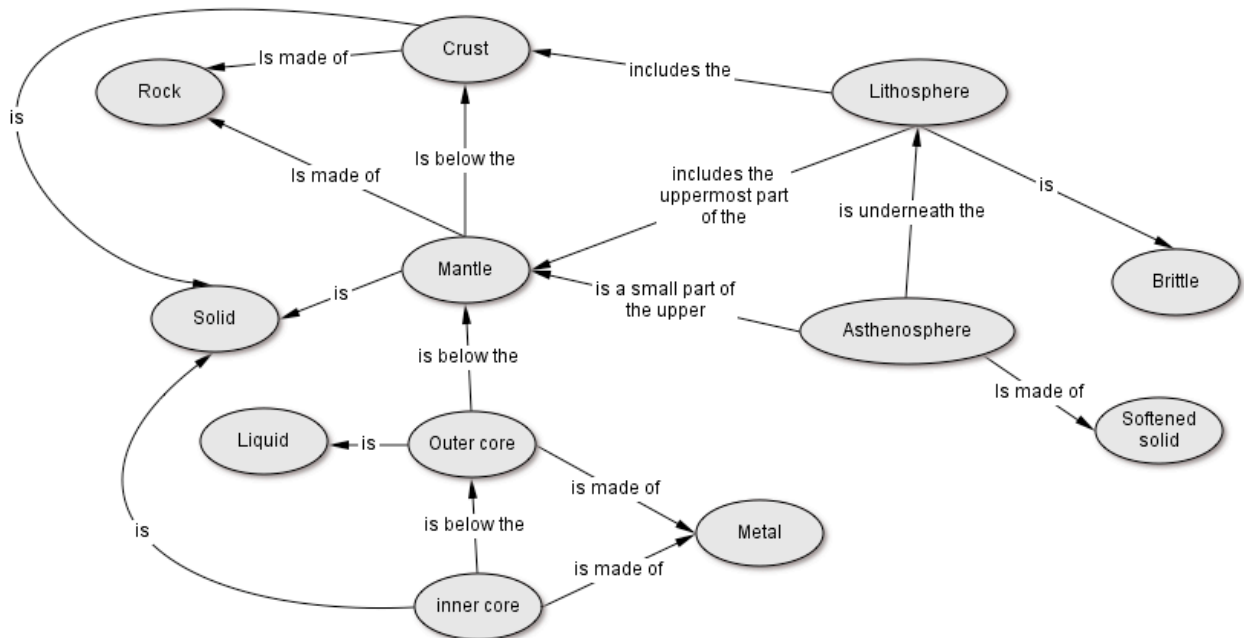 Crust
Is made of
includes the
Rock
Lithosphere
is
Is below the
Is made of
includes the
uppermost part
of the
is
is underneath the
Mantle
is
is a small part of
the upper
Brittle
Solid
Asthenosphere
is below the
Is made of
Liquid
is
Outer core
Softened
solid
is made of
is below the
is
Metal
is made of
inner core